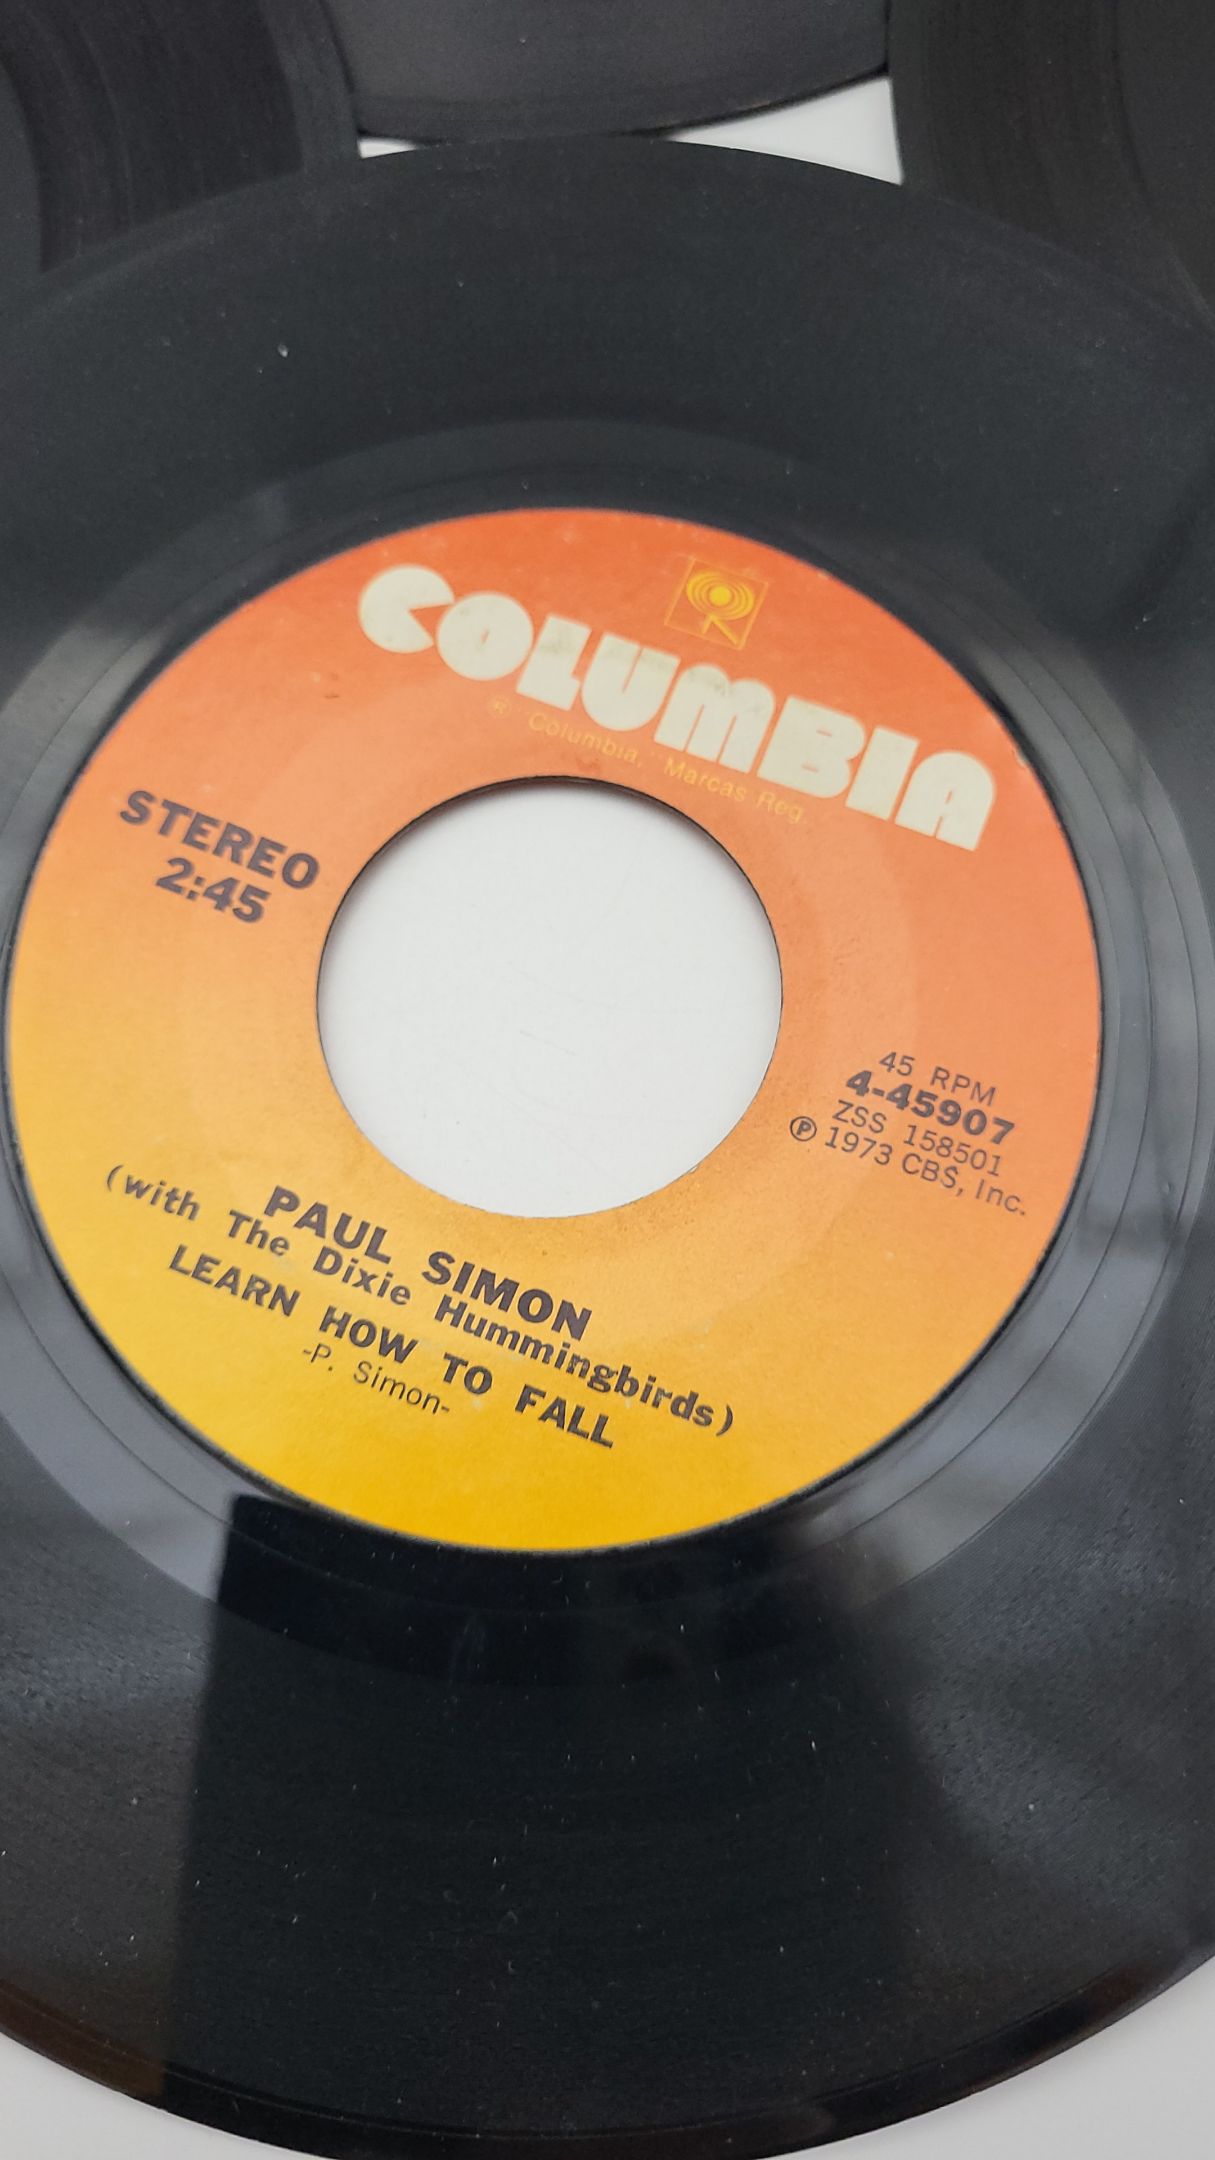 COLUMBIA
® "Columbia," Marcas Reg.
STEREO
2:45
45 RPM
4-45907
ZSS 158501
℗ 1973 CBS, Inc.
PAUL SIMON
(with The Dixie Hummingbirds)
LEARN HOW TO FALL
-P. Simon-